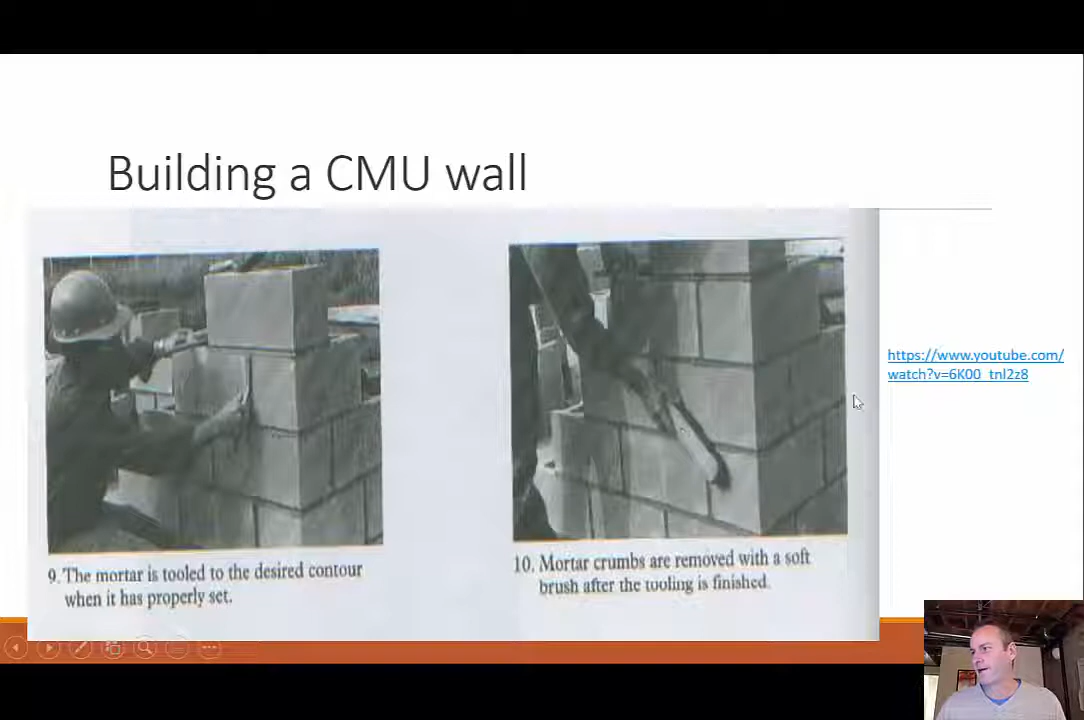 Building a CMU wall
9. The mortar is tooled to the desired contour
when it has properly set.
10. Mortar crumbs are removed with a soft
brush after the tooling is finished.
https://www.youtube.com/
watch?v=6K00_tnl2z8